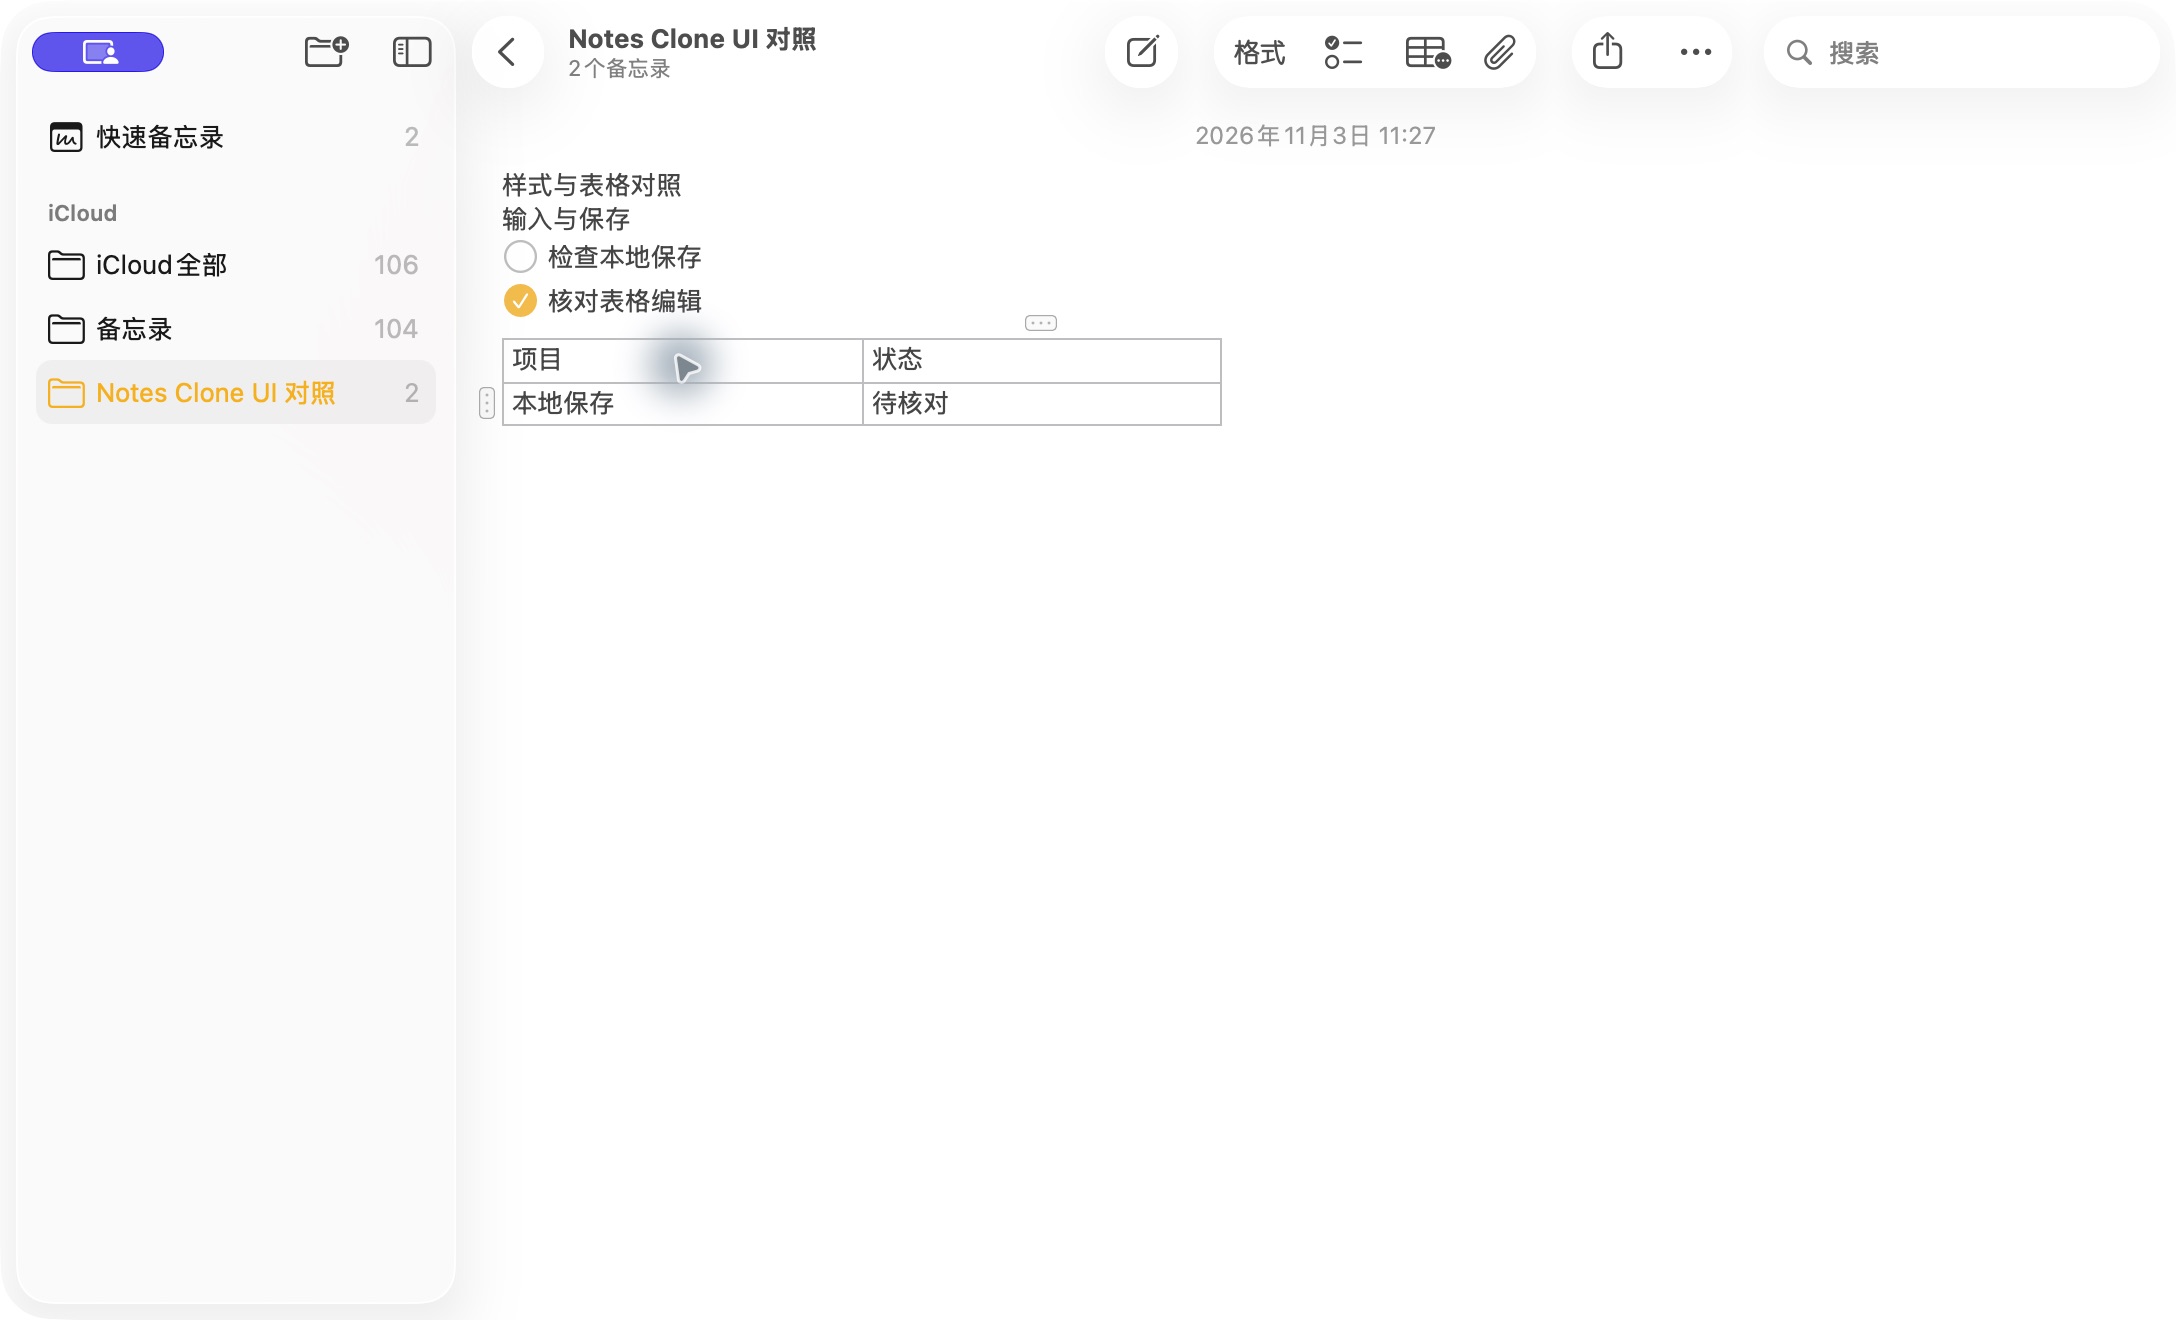 快速备忘录 2
iCloud
iCloud全部 106
备忘录 104
Notes Clone UI 对照 2
Notes Clone UI 对照
2个备忘录
格式
搜索
2026年11月3日 11:27
样式与表格对照
输入与保存
检查本地保存
核对表格编辑
项目 状态
本地保存 待核对